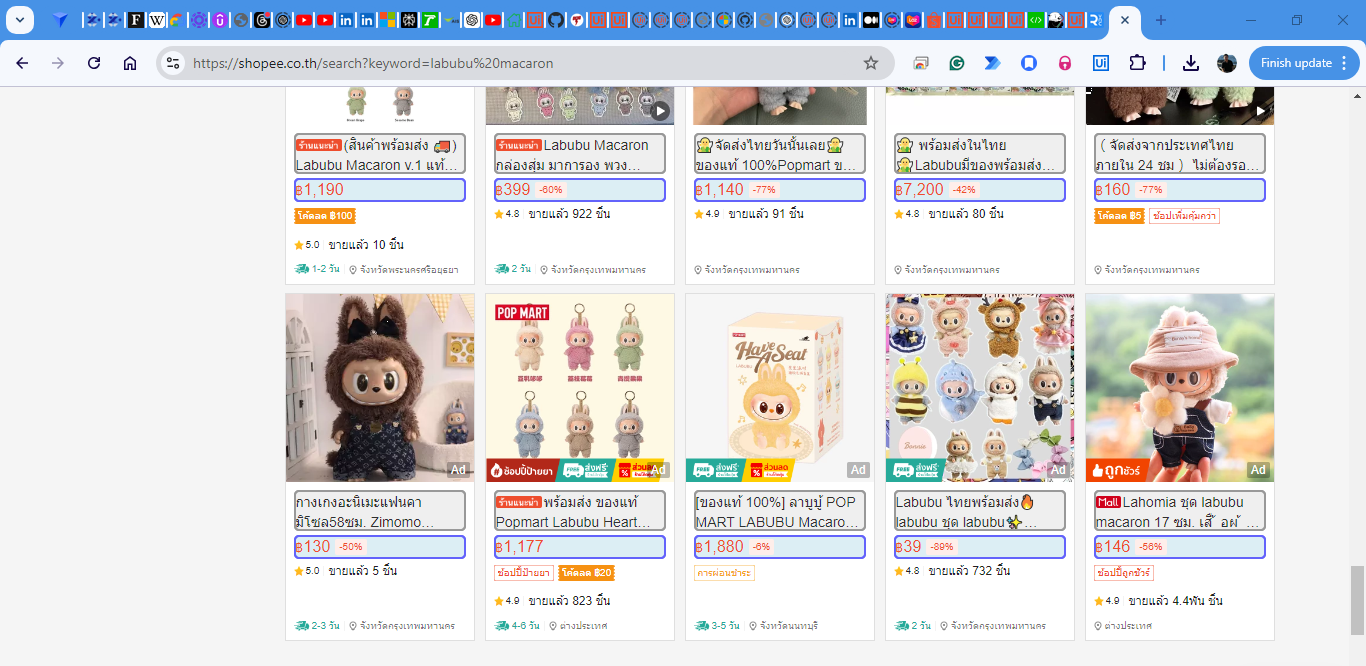 Finish update
https://shopee.co.th/search?keyword=labubu%20macaron
ร้านแนะนำ (สินค้าพร้อมส่ง 🚚)
Labubu Macaron v.1 แท้…
฿1,190
โค้ดลด ฿100
5.0 ขายแล้ว 10 ชิ้น
1-2 วัน จังหวัดพระนครศรีอยุธยา
ร้านแนะนำ Labubu Macaron
กล่องสุ่ม มาการอง พวง…
฿399 -60%
4.8 ขายแล้ว 922 ชิ้น
2 วัน จังหวัดกรุงเทพมหานคร
จัดส่งไทยวันนั้นเลย
ของแท้ 100%Popmart ข…
฿1,140 -77%
4.9 ขายแล้ว 91 ชิ้น
จังหวัดกรุงเทพมหานคร
พร้อมส่งในไทย
Labubuมีของพร้อมส่ง…
฿7,200 -42%
4.8 ขายแล้ว 80 ชิ้น
จังหวัดกรุงเทพมหานคร
( จัดส่งจากประเทศไทย
ภายใน 24 ชม ) ไม่ต้องรอ…
฿160 -77%
โค้ดลด ฿5 ช้อปเพิ่มคุ้มกว่า
จังหวัดกรุงเทพมหานคร
Ad
กางเกงอะนิเมะแฟนคา
มิโซล58ซม. Zimomo…
฿130 -50%
5.0 ขายแล้ว 5 ชิ้น
2-3 วัน จังหวัดกรุงเทพมหานคร
POP MART
ช้อปปี้ป้ายยา FREE ส่งฟรี* ส่วนลด Ad
ร้านแนะนำ พร้อมส่ง ของแท้
Popmart Labubu Heart…
฿1,177
ช้อปปี้ป้ายยา โค้ดลด ฿20
4.9 ขายแล้ว 823 ชิ้น
4-6 วัน ต่างประเทศ
Have
A Seat
FREE ส่งฟรี* ส่วนลด Ad
[ของแท้ 100%] ลาบูบู้ POP
MART LABUBU Macaro…
฿1,880 -6%
การผ่อนชำระ
3-5 วัน จังหวัดนนทบุรี
FREE ส่งฟรี* Ad
Labubu ไทยพร้อมส่ง🔥
labubu ชุด labubu✨…
฿39 -89%
4.8 ขายแล้ว 732 ชิ้น
2 วัน จังหวัดกรุงเทพมหานคร
ถูกชัวร์ Ad
Mall Lahomia ชุด labubu
macaron 17 ซม. เสื้ อผ้ …
฿146 -56%
ช้อปปี้ถูกชัวร์
4.9 ขายแล้ว 4.4พัน ชิ้น
ต่างประเทศ